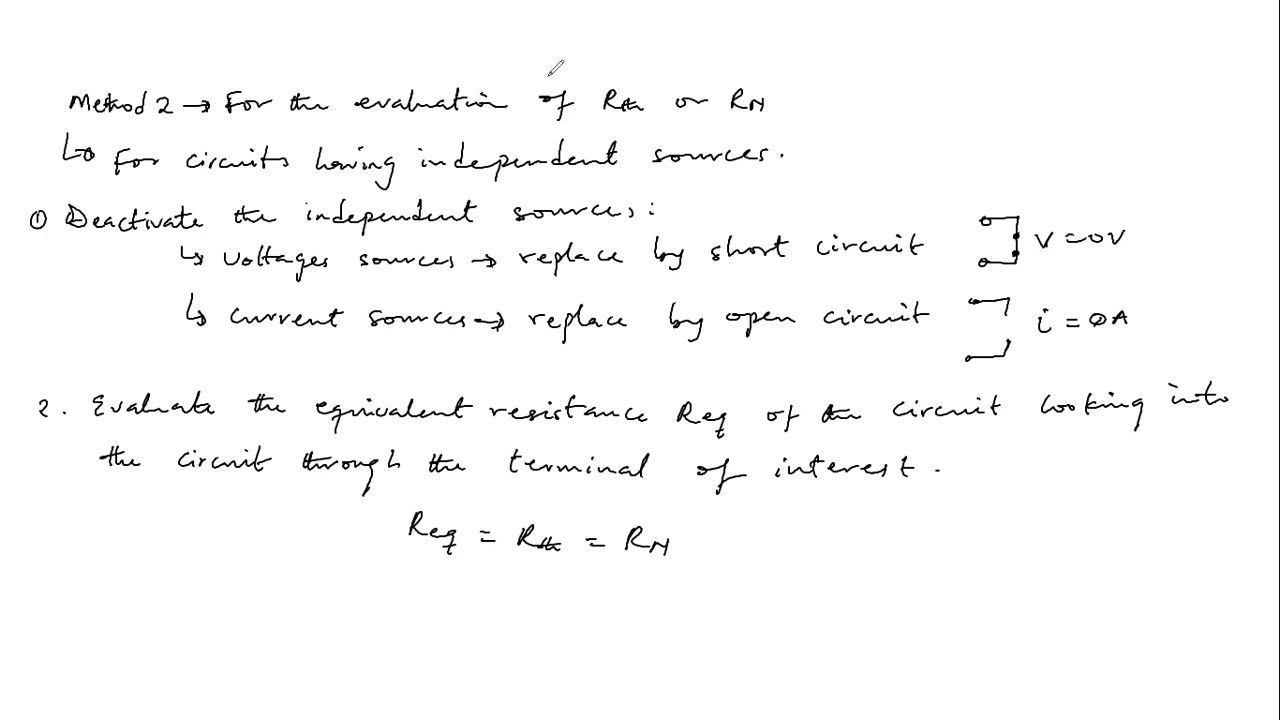 Method 2 → For the evaluation of Rth or RN
↳ For circuits having independent sources.
① Deactivate the independent sources:
↳ voltages sources → replace by short circuit V = 0V
↳ current sources → replace by open circuit i = 0A
2. Evaluate the equivalent resistance Req of the circuit looking into
the circuit through the terminal of interest.
Req = Rth = RN